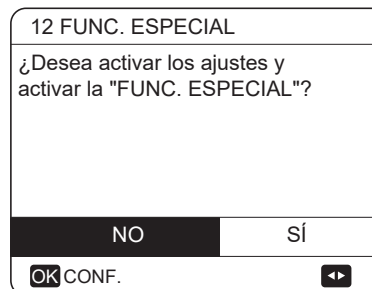 12 FUNC. ESPECIAL
¿Desea activar los ajustes y
activar la "FUNC. ESPECIAL"?
NO SÍ
OK CONF.